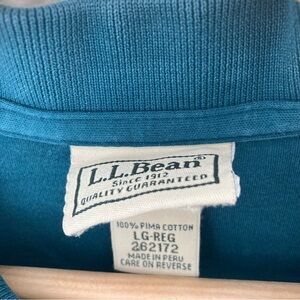 L.L.Bean®
SINCE 1912
QUALITY GUARANTEED
100% PIMA COTTON
LG-REG
262172
MADE IN PERU
CARE ON REVERSE